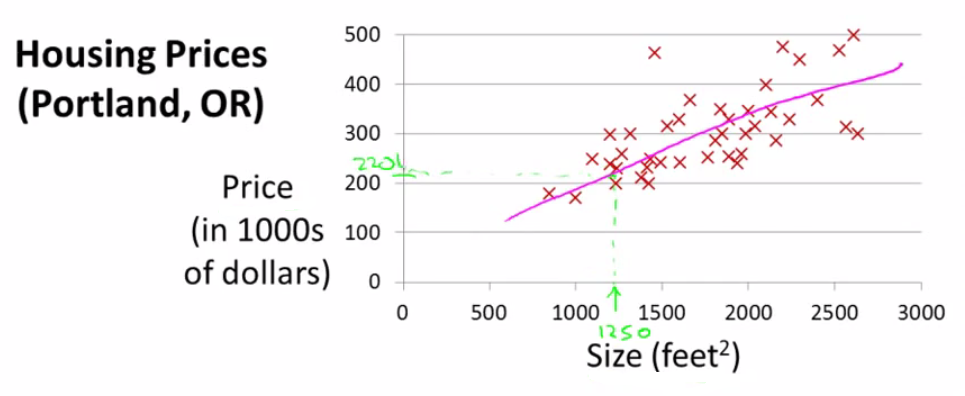 Housing Prices
(Portland, OR)
500
400
300
220k
200
Price
(in 1000s
of dollars)
100
0
0 500 1000 1500 2000 2500 3000
1250
Size (feet²)